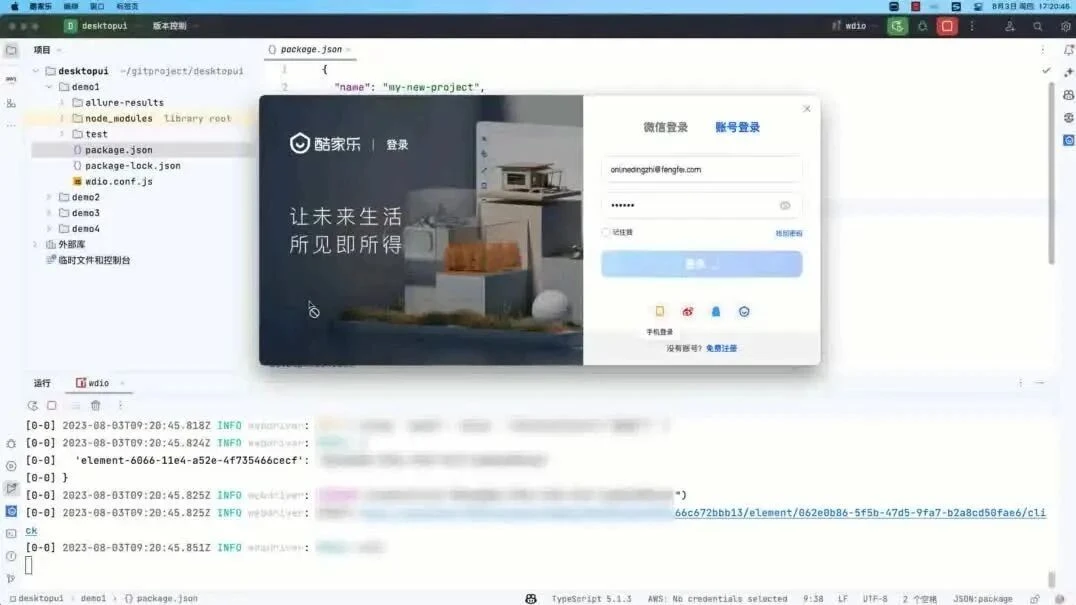 酷家乐 编辑 窗口 标签页
8月3日 周四 17:20:46
D desktopui 版本控制
wdio
项目
{} package.json
desktopui ~/gitproject/desktopui
demo1
allure-results
node_modules library root
test
{} package.json
{} package-lock.json
wdio.conf.js
demo2
demo3
demo4
外部库
临时文件和控制台
aws
1 {
2 "name": "my-new-project",
酷家乐 | 登录
让未来生活
所见即所得
微信登录 账号登录
onlinedingzhi@fengfei.com
••••••
记住我 找回密码
手机登录
没有账号? 免费注册
运行 wdio
[0-0] 2023-08-03T09:20:45.818Z INFO webdriver:
[0-0] 2023-08-03T09:20:45.824Z INFO webdriver:
[0-0] 'element-6066-11e4-a52e-4f735466cecf':
[0-0] }
[0-0] 2023-08-03T09:20:45.825Z INFO webdriver: ")
[0-0] 2023-08-03T09:20:45.825Z INFO webdriver: 66c672bbb13/element/062e0b86-5f5b-47d5-9fa7-b2a8cd50fae6/cli
ck
[0-0] 2023-08-03T09:20:45.851Z INFO webdriver:
desktopui › demo1 › {} package.json
TypeScript 5.1.3 AWS: No credentials selected 9:38 LF UTF-8 2 个空格 JSON:package